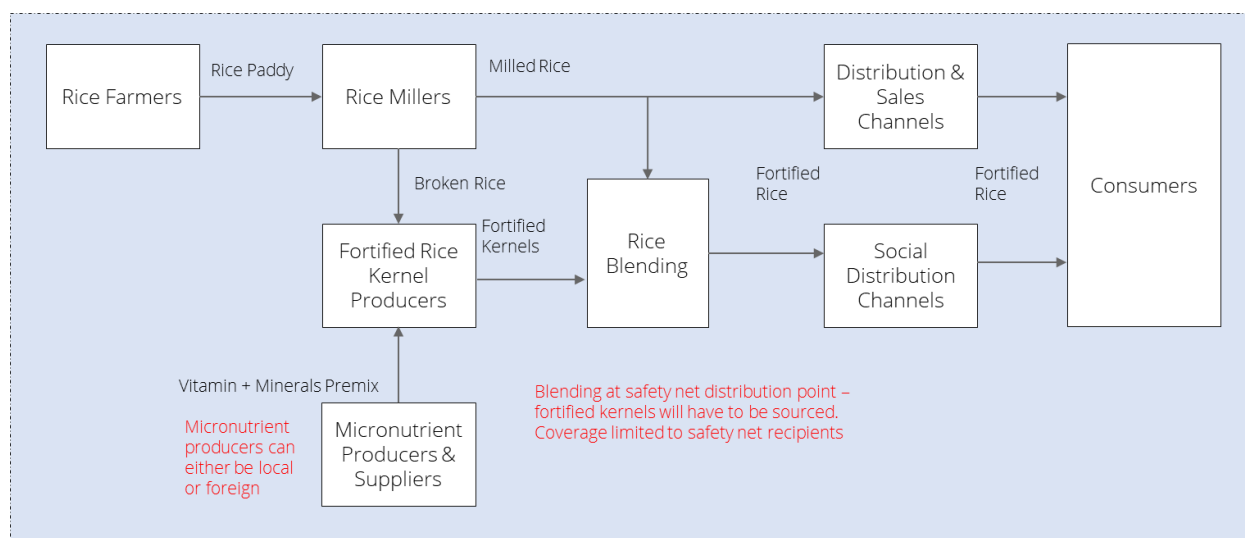 Rice Farmers
Rice Paddy
Rice Millers
Milled Rice
Distribution &
Sales
Channels
Consumers
Broken Rice
Fortified Rice
Kernel
Producers
Fortified
Kernels
Rice
Blending
Fortified
Rice
Social
Distribution
Channels
Fortified
Rice
Vitamin + Minerals Premix
Micronutrient
producers can
either be local
or foreign
Micronutrient
Producers &
Suppliers
Blending at safety net distribution point –
fortified kernels will have to be sourced.
Coverage limited to safety net recipients